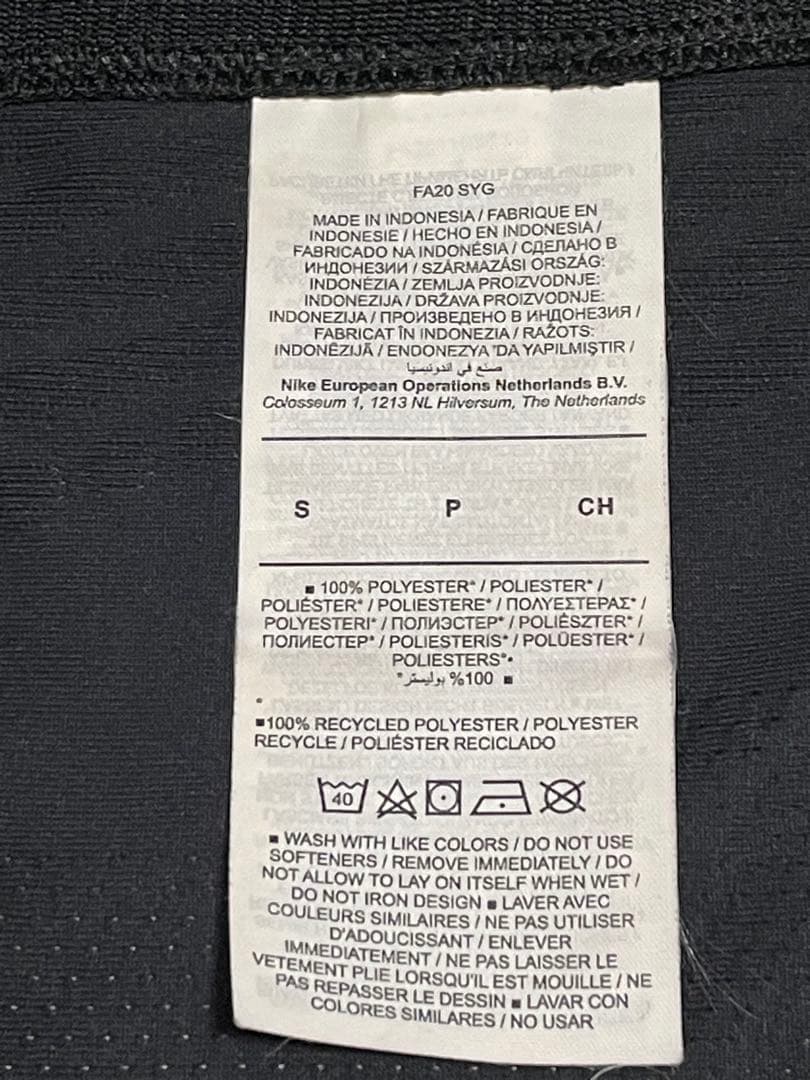 FA20 SYG
MADE IN INDONESIA / FABRIQUE EN
INDONESIE / HECHO EN INDONESIA /
FABRICADO NA INDONÉSIA / СДЕЛАНО В
ИНДОНЕЗИИ / SZÁRMAZÁSI ORSZÁG:
INDONÉZIA / ZEMLJA PROIZVODNJE:
INDONEZIJA / DRŽAVA PROIZVODNJE:
INDONEZIJA / ПРОИЗВЕДЕНО В ИНДОНЕЗИЯ /
FABRICAT ÎN INDONEZIA / RAŽOTS:
INDONĒZIJĀ / ENDONEZYA 'DA YAPILMIŞTIR /
صنع في اندونيسيا
Nike European Operations Netherlands B.V.
Colosseum 1, 1213 NL Hilversum, The Netherlands
S P CH
■ 100% POLYESTER* / POLIESTER* /
POLIÉSTER* / POLIESTERE* / ΠΟΛΥΕΣΤΕΡΑΣ* /
POLYESTERI* / ПОЛИЭСТЕР* / POLIÉSZTER* /
ПОЛИЕСТЕР* / POLIESTERIS* / POLÜESTER* /
POLIESTERS*•
■ 100% بوليستر*
*
■100% RECYCLED POLYESTER / POLYESTER
RECYCLE / POLIÉSTER RECICLADO
40
■ WASH WITH LIKE COLORS / DO NOT USE
SOFTENERS / REMOVE IMMEDIATELY / DO
NOT ALLOW TO LAY ON ITSELF WHEN WET /
DO NOT IRON DESIGN ■ LAVER AVEC
COULEURS SIMILAIRES / NE PAS UTILISER
D'ADOUCISSANT / ENLEVER
IMMEDIATEMENT / NE PAS LAISSER LE
VETEMENT PLIE LORSQU'IL EST MOUILLE / NE
PAS REPASSER LE DESSIN ■ LAVAR CON
COLORES SIMILARES / NO USAR